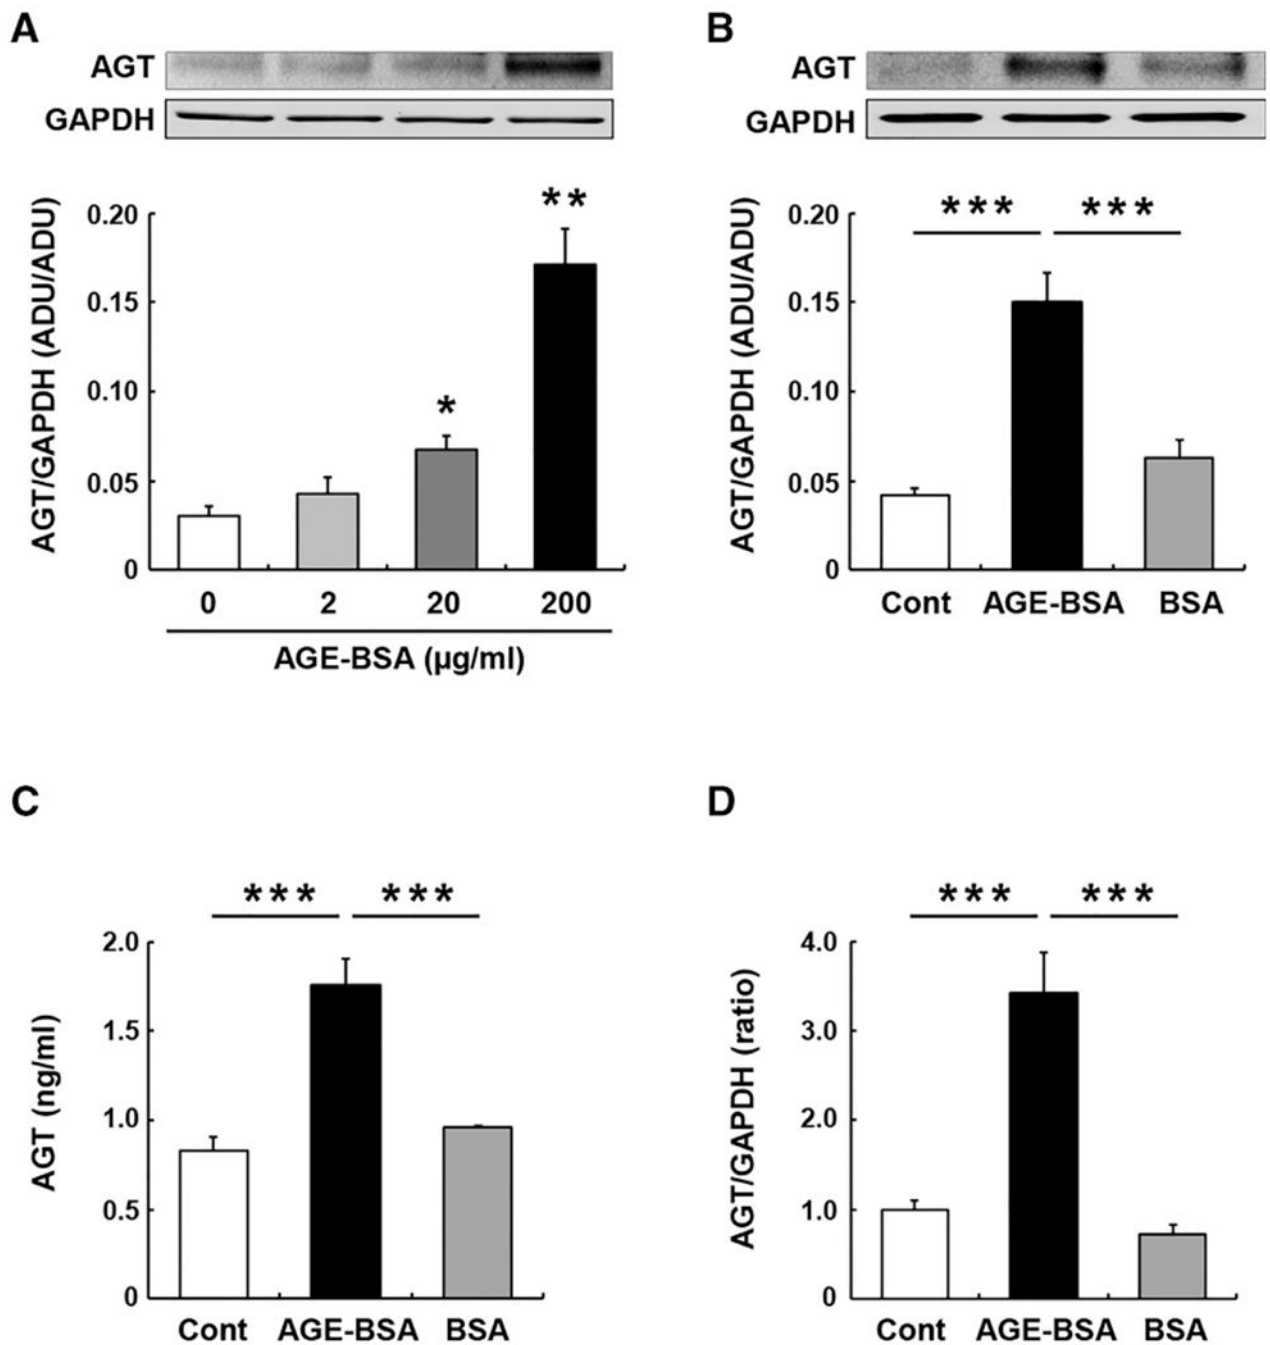 A
AGT
GAPDH
AGT/GAPDH (ADU/ADU)
0.20
0.15
0.10
0.05
0
*
**
0 2 20 200
AGE-BSA (µg/ml)
B
AGT
GAPDH
AGT/GAPDH (ADU/ADU)
0.20
0.15
0.10
0.05
0
*** ***
Cont AGE-BSA BSA
C
AGT (ng/ml)
2.0
1.5
1.0
0.5
0
*** ***
Cont AGE-BSA BSA
D
AGT/GAPDH (ratio)
4.0
3.0
2.0
1.0
0
*** ***
Cont AGE-BSA BSA